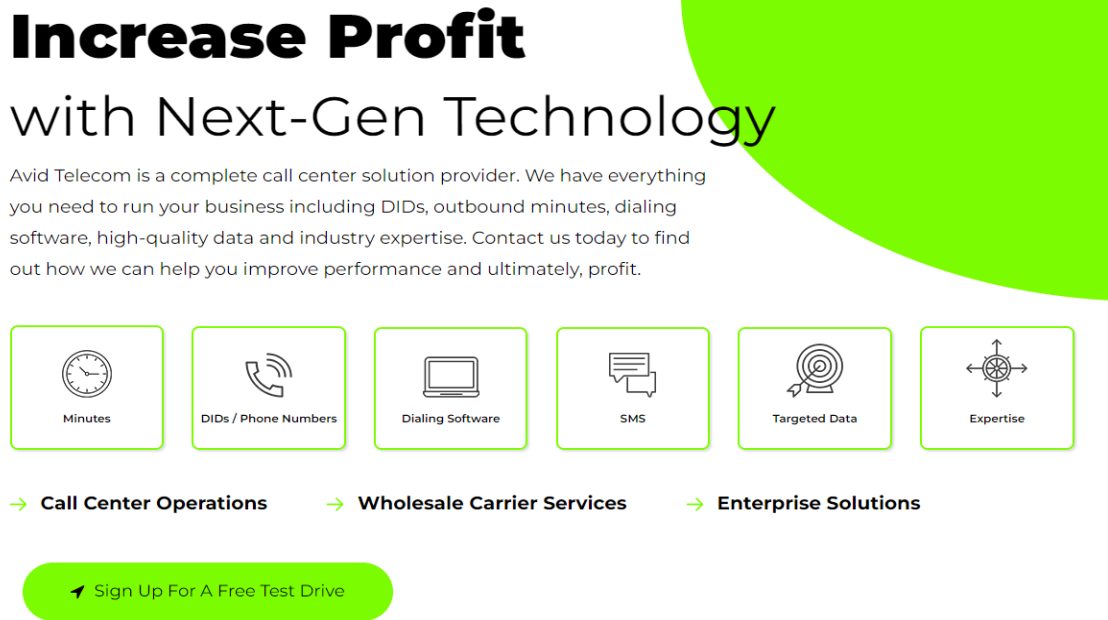 Increase Profit
with Next-Gen Technology
Avid Telecom is a complete call center solution provider. We have everything
you need to run your business including DIDs, outbound minutes, dialing
software, high-quality data and industry expertise. Contact us today to find
out how we can help you improve performance and ultimately, profit.
Minutes
DIDs / Phone Numbers
Dialing Software
SMS
Targeted Data
Expertise
Call Center Operations
Wholesale Carrier Services
Enterprise Solutions
Sign Up For A Free Test Drive